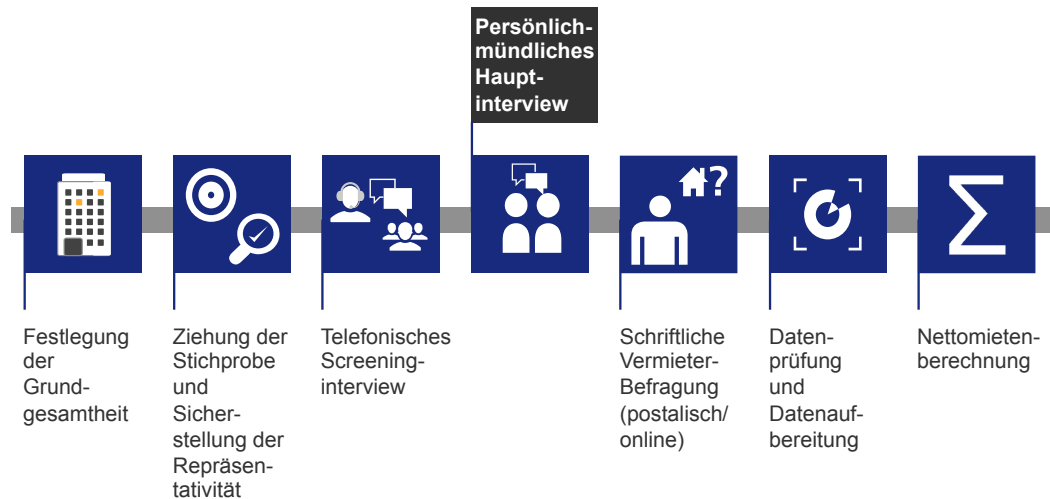 Persönlich-
mündliches
Haupt-
interview
?
Σ
Festlegung
der
Grund-
gesamtheit
Ziehung der
Stichprobe
und
Sicher-
stellung der
Repräsen-
tativität
Telefonisches
Screening-
interview
Schriftliche
Vermieter-
Befragung
(postalisch/
online)
Daten-
prüfung
und
Datenauf-
bereitung
Nettomieten-
berechnung